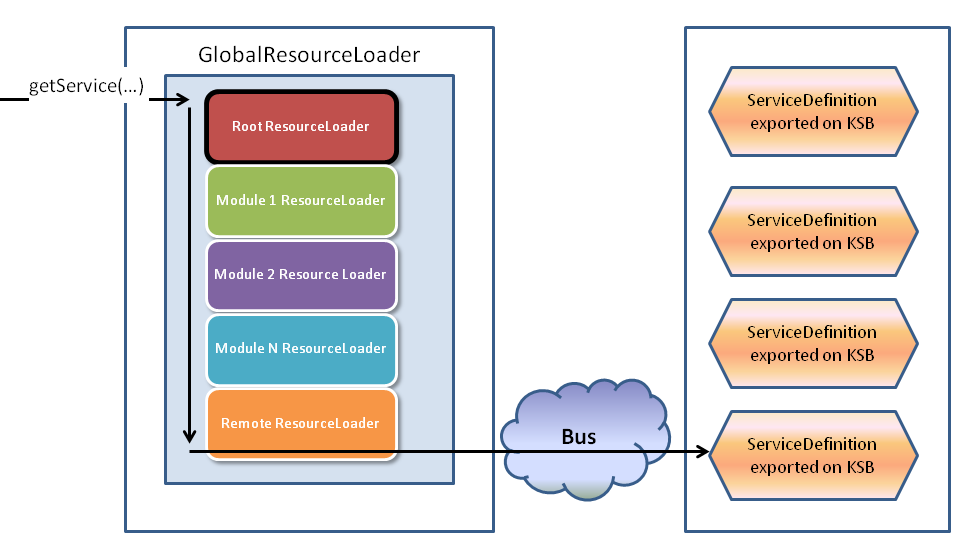 GlobalResourceLoader
getService(...)
Root ResourceLoader
Module 1 ResourceLoader
Module 2 Resource Loader
Module N ResourceLoader
Remote ResourceLoader
Bus
ServiceDefinition
exported on KSB
ServiceDefinition
exported on KSB
ServiceDefinition
exported on KSB
ServiceDefinition
exported on KSB